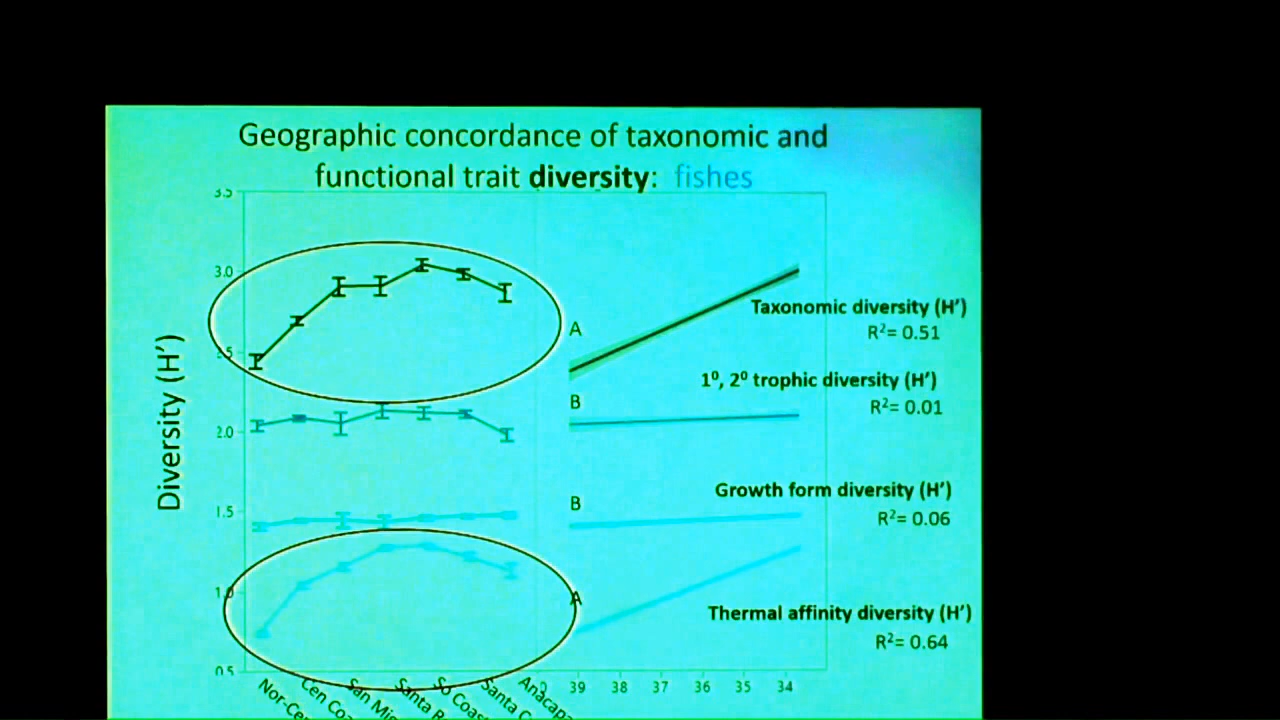 Geographic concordance of taxonomic and
functional trait diversity: fishes
3.5
3.0
2.0
1.5
1.0
0.5
Diversity (H')
A
B
B
A
Taxonomic diversity (H')
R²= 0.51
1⁰, 2⁰ trophic diversity (H')
R²= 0.01
Growth form diversity (H')
R²= 0.06
Thermal affinity diversity (H')
R²= 0.64
Nor-Cen
Cen Coa
San Mig
Santa R
So Coas
Santa C
Anacapa
39 38 37 36 35 34